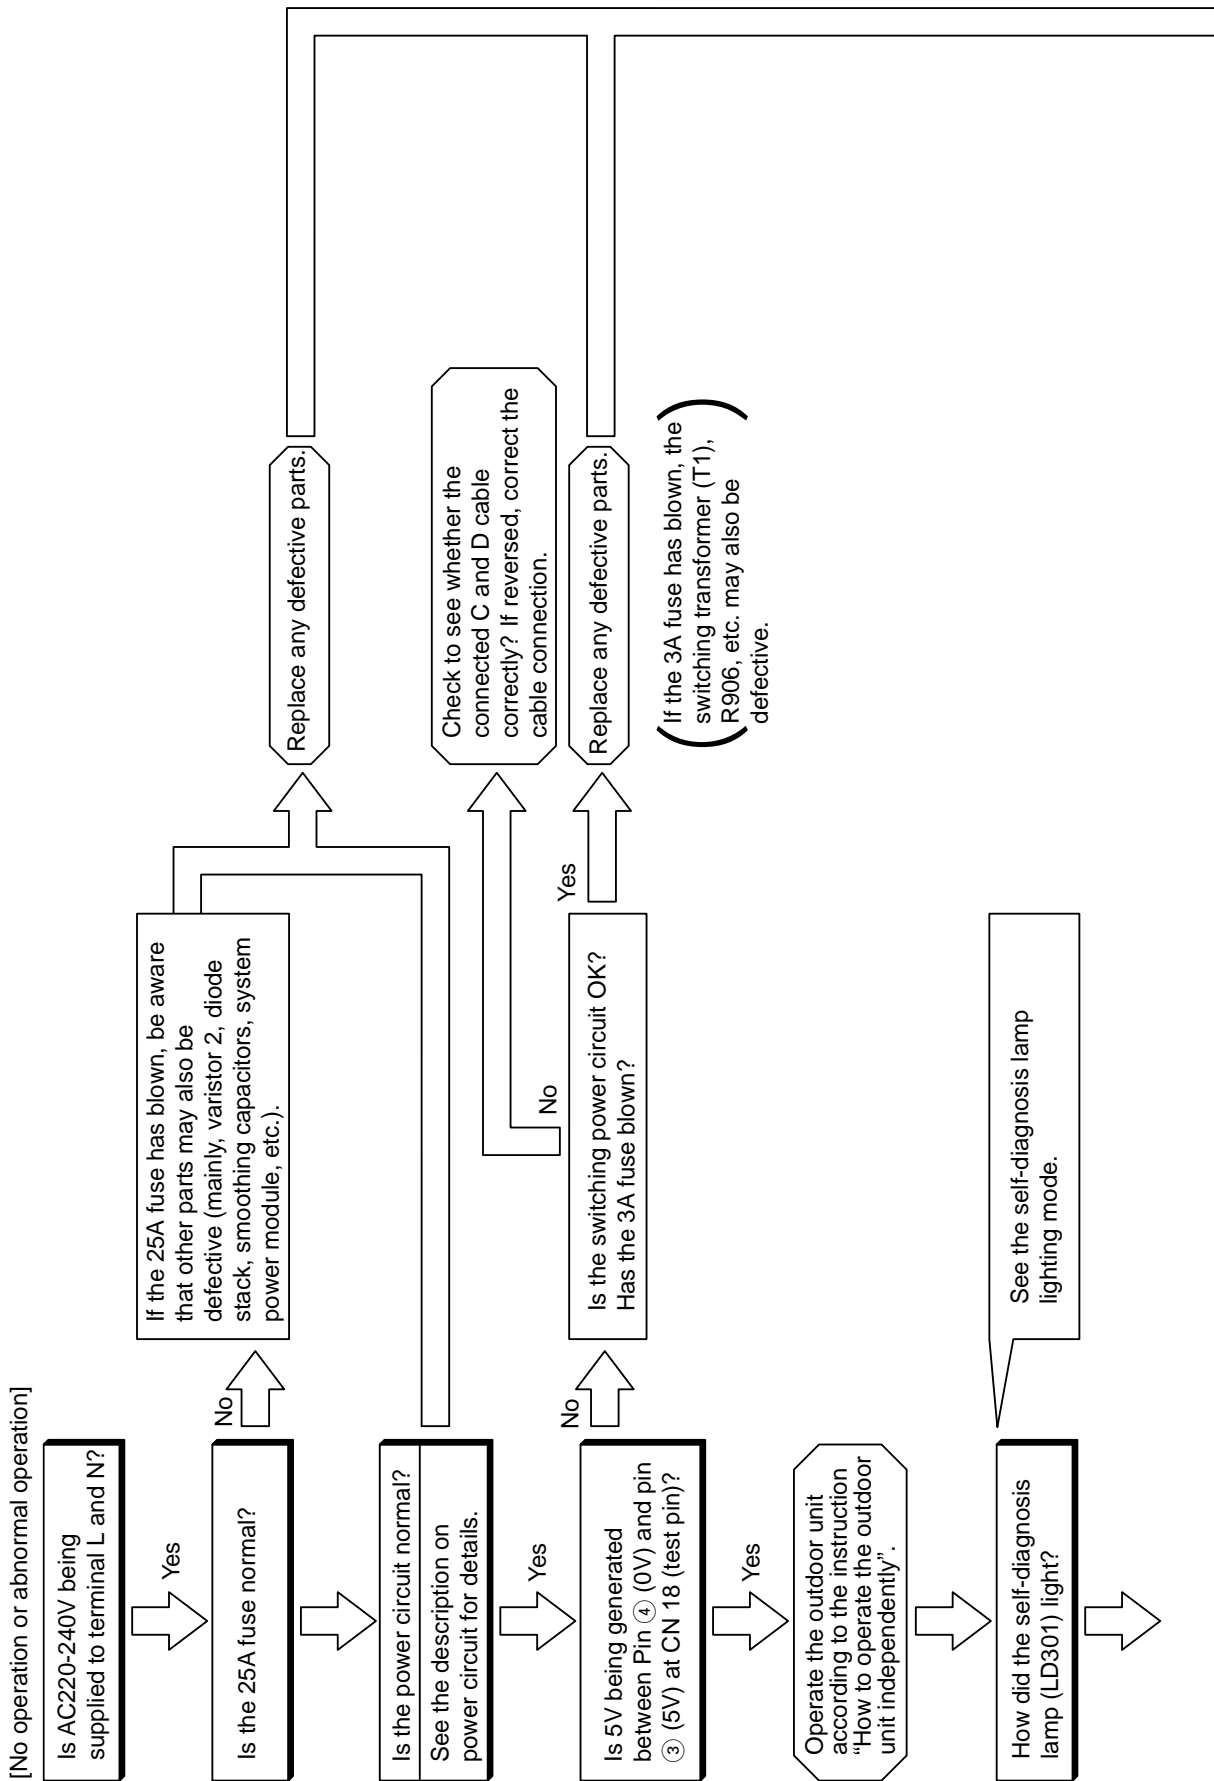 [No operation or abnormal operation]
Is AC220-240V being
supplied to terminal L and N?
Yes
Is the 25A fuse normal?
No
If the 25A fuse has blown, be aware
that other parts may also be
defective (mainly, varistor 2, diode
stack, smoothing capacitors, system
power module, etc.).
Replace any defective parts.
Is the power circuit normal?
See the description on
power circuit for details.
Yes
Is 5V being generated
between Pin ④ (0V) and pin
③ (5V) at CN 18 (test pin)?
No
Is the switching power circuit OK?
Has the 3A fuse blown?
No
Check to see whether the
connected C and D cable
correctly? If reversed, correct the
cable connection.
Yes
Replace any defective parts.
If the 3A fuse has blown, the
switching transformer (T1),
R906, etc. may also be
defective.
Yes
Operate the outdoor unit
according to the instruction
“How to operate the outdoor
unit independently”.
How did the self-diagnosis
lamp (LD301) light?
See the self-diagnosis lamp
lighting mode.